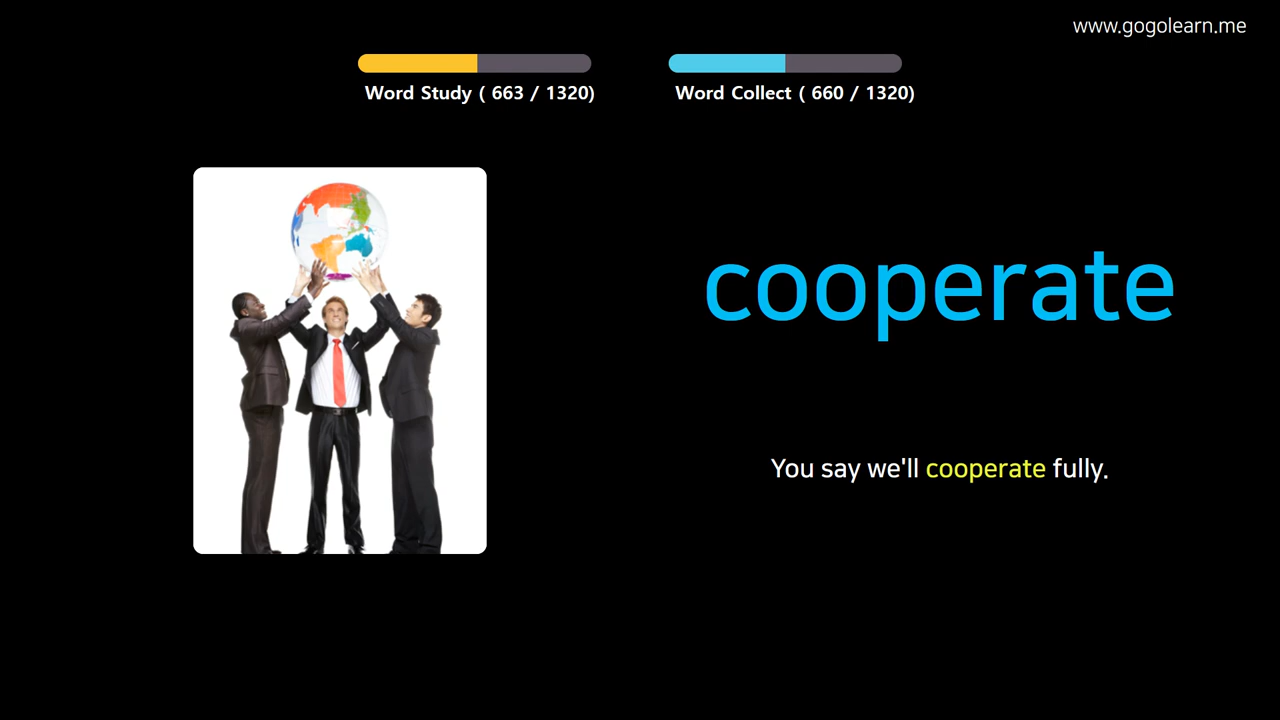 www.gogolearn.me
Word Study ( 663 / 1320)
Word Collect ( 660 / 1320)
cooperate
You say we'll cooperate fully.